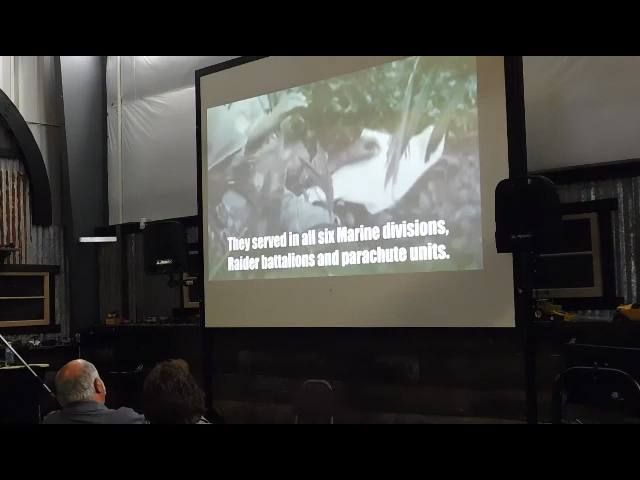 They served in all six Marine divisions,
Raider battalions and parachute units.